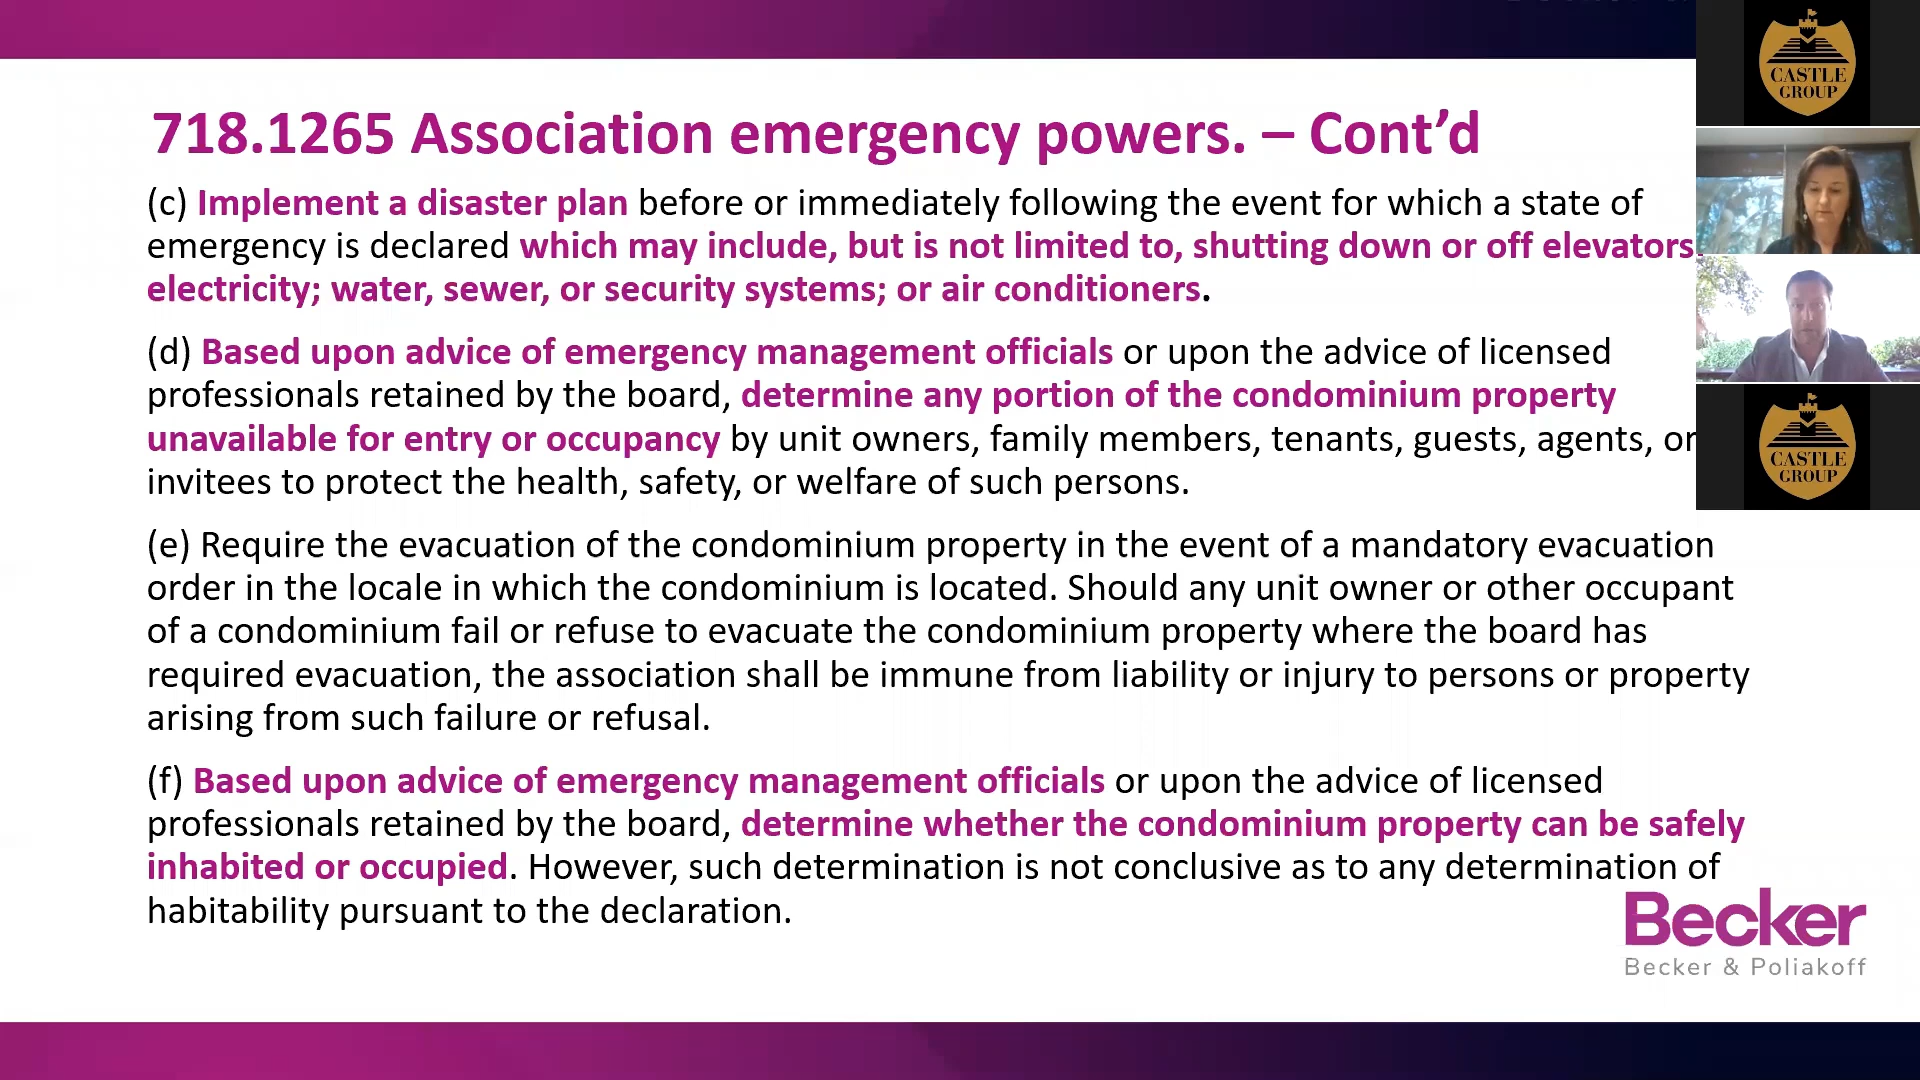 718.1265 Association emergency powers. – Cont’d
(c) Implement a disaster plan before or immediately following the event for which a state of
emergency is declared which may include, but is not limited to, shutting down or off elevators;
electricity; water, sewer, or security systems; or air conditioners.
(d) Based upon advice of emergency management officials or upon the advice of licensed
professionals retained by the board, determine any portion of the condominium property
unavailable for entry or occupancy by unit owners, family members, tenants, guests, agents, or
invitees to protect the health, safety, or welfare of such persons.
(e) Require the evacuation of the condominium property in the event of a mandatory evacuation
order in the locale in which the condominium is located. Should any unit owner or other occupant
of a condominium fail or refuse to evacuate the condominium property where the board has
required evacuation, the association shall be immune from liability or injury to persons or property
arising from such failure or refusal.
(f) Based upon advice of emergency management officials or upon the advice of licensed
professionals retained by the board, determine whether the condominium property can be safely
inhabited or occupied. However, such determination is not conclusive as to any determination of
habitability pursuant to the declaration.
Becker
Becker & Poliakoff
CASTLE
GROUP
CASTLE
GROUP